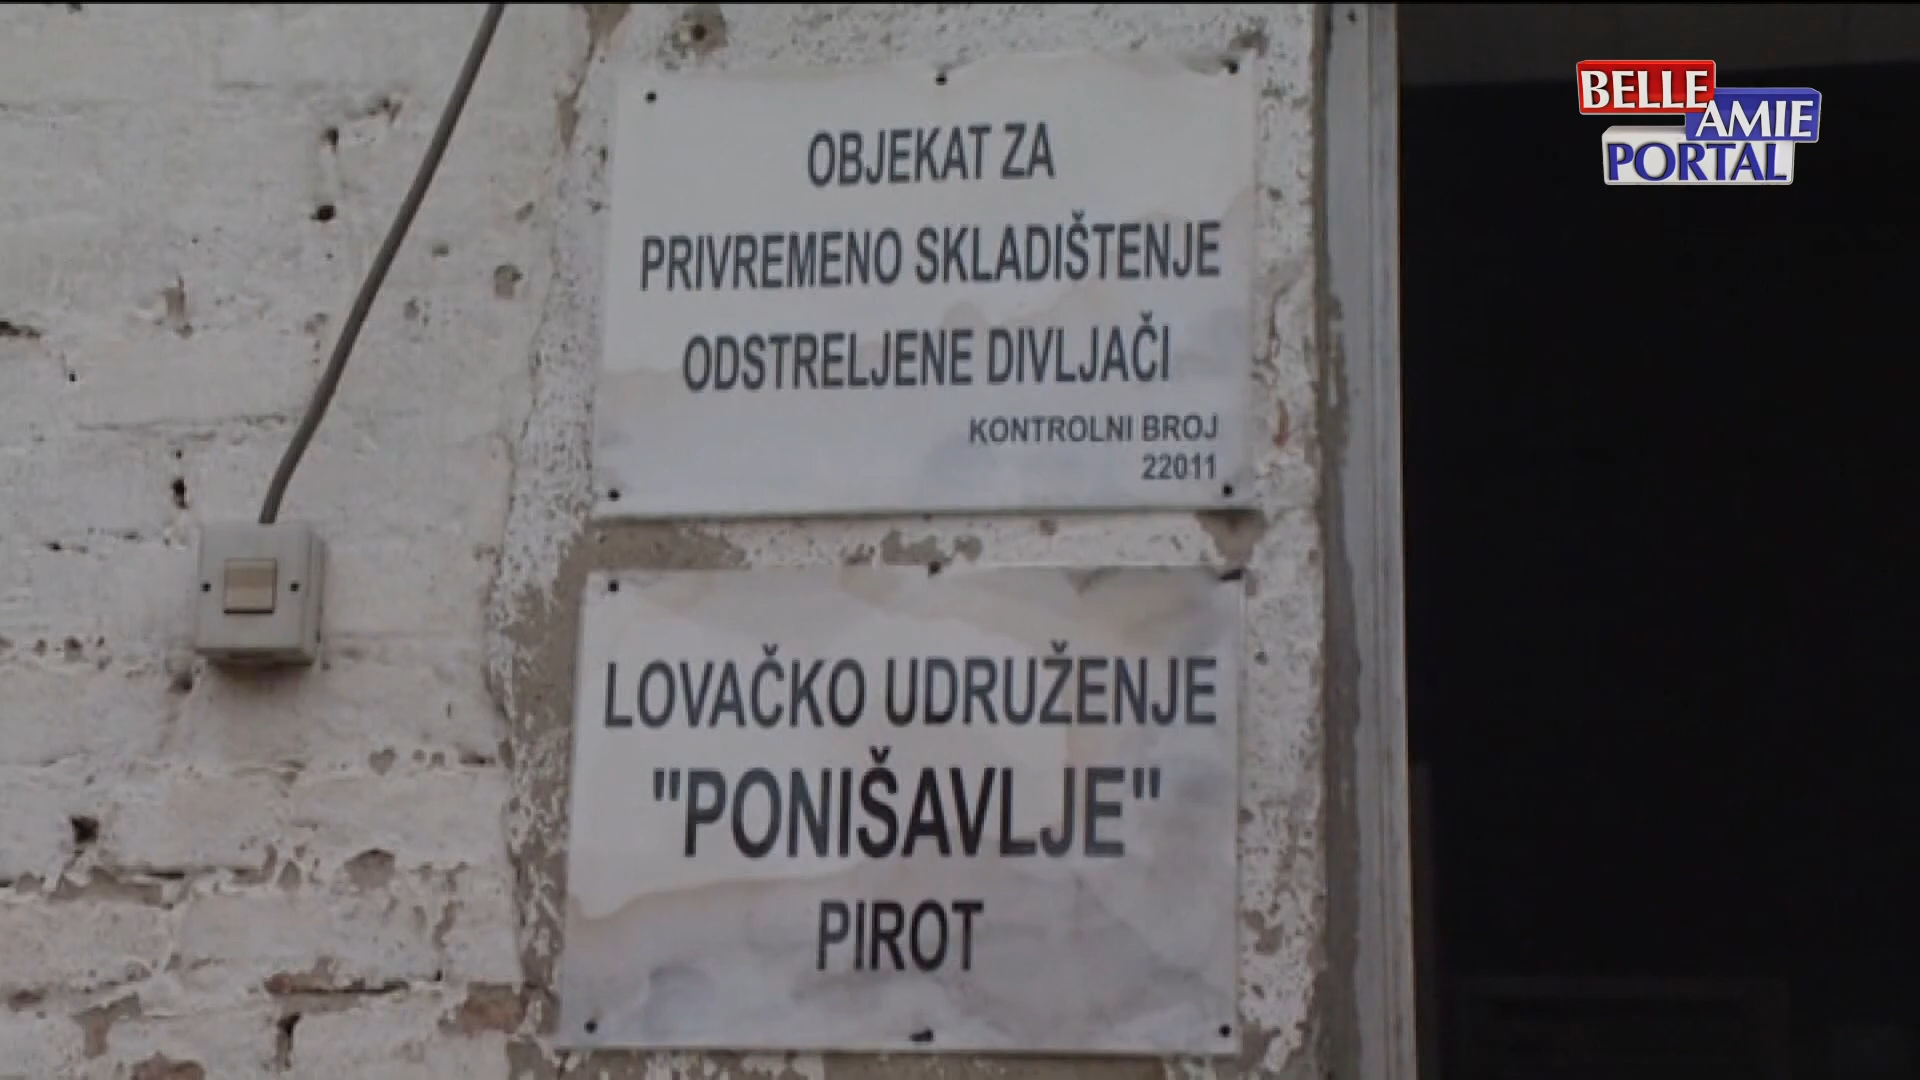 BELLE
AMIE
PORTAL
OBJEKAT ZA
PRIVREMENO SKLADIŠTENJE
ODSTRELJENE DIVLJAČI
KONTROLNI BROJ
22011
LOVAČKO UDRUŽENJE
"PONIŠAVLJE"
PIROT